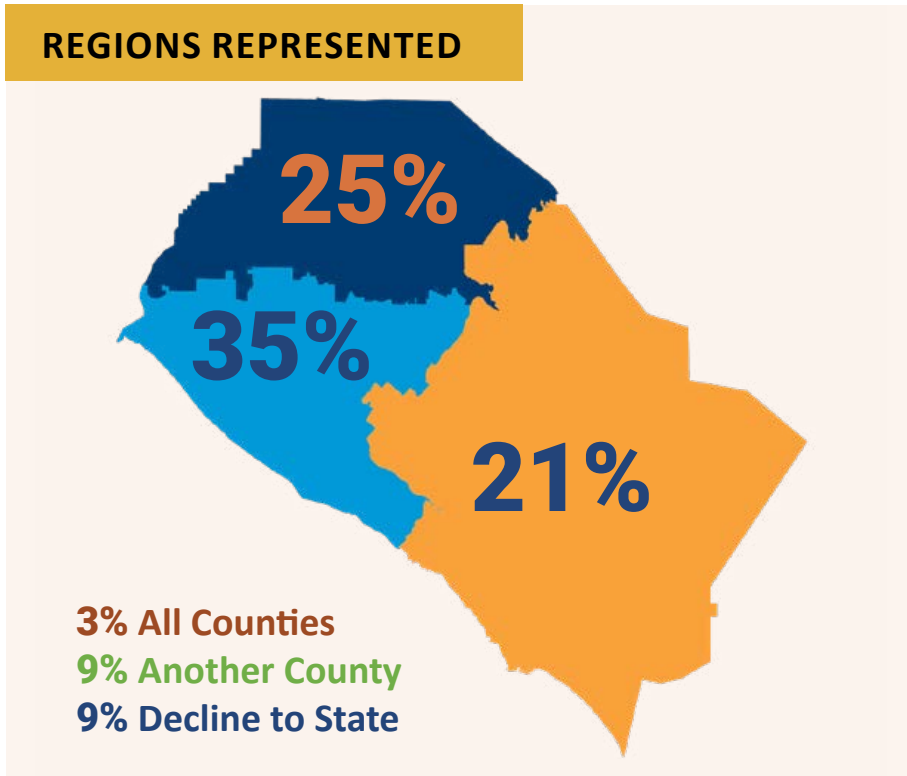 REGIONS REPRESENTED
25%
35%
21%
3% All Counties
9% Another County
9% Decline to State